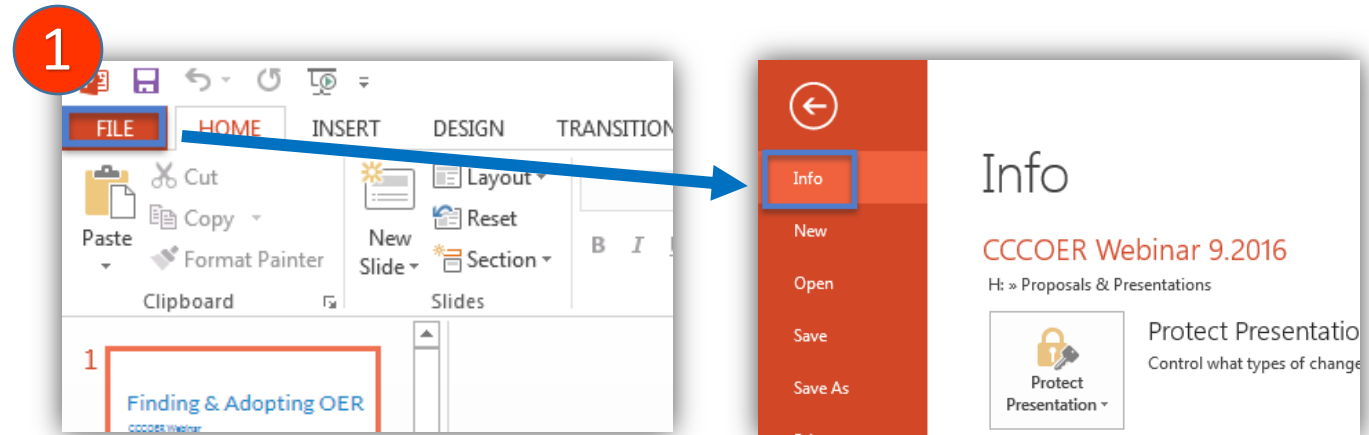 1
FILE HOME INSERT DESIGN TRANSITION
Cut
Copy
Format Painter
Paste
Clipboard
New
Slide
Layout
Reset
Section
Slides
B I
1
Finding & Adopting OER
CCCOER Webinar
Info
New
Open
Save
Save As
Info
CCCOER Webinar 9.2016
H: » Proposals & Presentations
Protect
Presentation
Protect Presentatio
Control what types of change